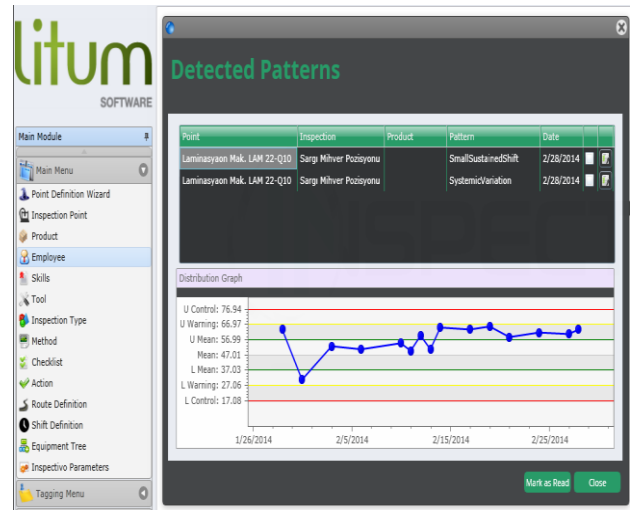 litum
SOFTWARE
Main Module
Main Menu
Point Definition Wizard
Inspection Point
Product
Employee
Skills
Tool
Inspection Type
Method
Checklist
Action
Route Definition
Shift Definition
Equipment Tree
Inspectivo Parameters
Tagging Menu
Detected Patterns
Point Inspection Product Pattern Date
Laminasyon Mak. LAM 22-Q10 Sargı Mihver Pozisyonu SmallSustainedShift 2/28/2014
Laminasyon Mak. LAM 22-Q10 Sargı Mihver Pozisyonu SystemicVariation 2/28/2014
Distribution Graph
U Control: 76.94
U Warning: 66.97
U Mean: 56.99
Mean: 47.01
L Mean: 37.03
L Warning: 27.06
L Control: 17.08
1/26/2014 2/5/2014 2/15/2014 2/25/2014
Mark as Read Close